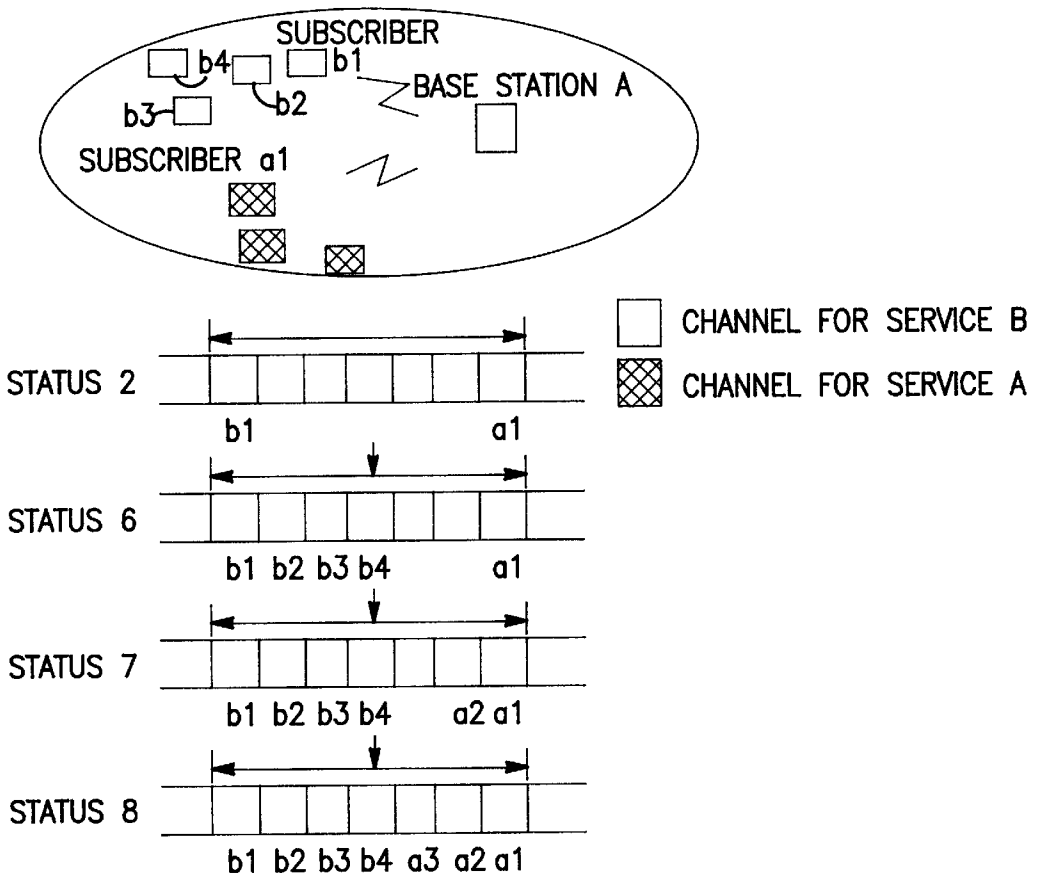 SUBSCRIBER
b4 b1
BASE STATION A
b2
b3
SUBSCRIBER a1
CHANNEL FOR SERVICE B
CHANNEL FOR SERVICE A
STATUS 2
b1 a1
STATUS 6
b1 b2 b3 b4 a1
STATUS 7
b1 b2 b3 b4 a2 a1
STATUS 8
b1 b2 b3 b4 a3 a2 a1